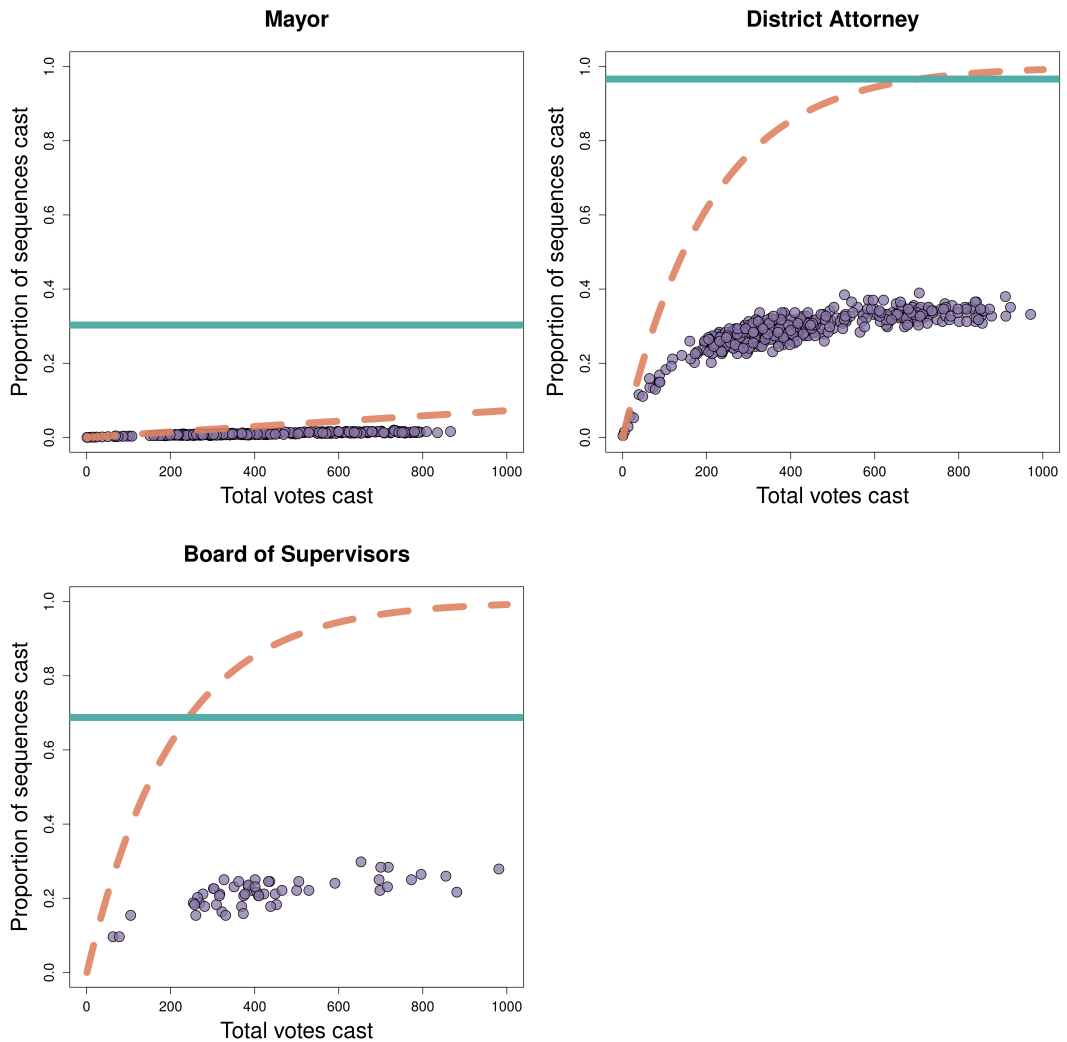 Mayor
Proportion of sequences cast
1.0
0.8
0.6
0.4
0.2
0.0
0 200 400 600 800 1000
Total votes cast
District Attorney
Proportion of sequences cast
1.0
0.8
0.6
0.4
0.2
0.0
0 200 400 600 800 1000
Total votes cast
Board of Supervisors
Proportion of sequences cast
1.0
0.8
0.6
0.4
0.2
0.0
0 200 400 600 800 1000
Total votes cast